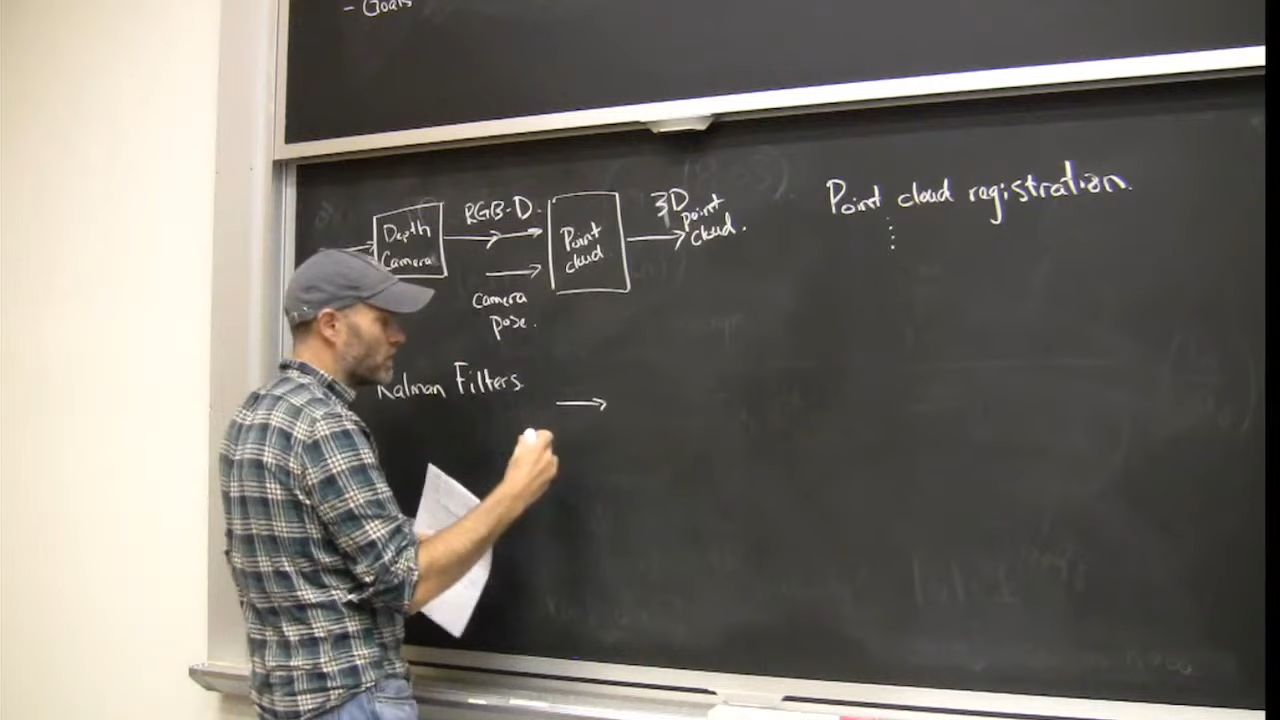 - Goals
Depth
Camera
RGB-D.
camera
pose.
Point
cloud
3D
point
cloud.
Point cloud registration.
Kalman Filters.